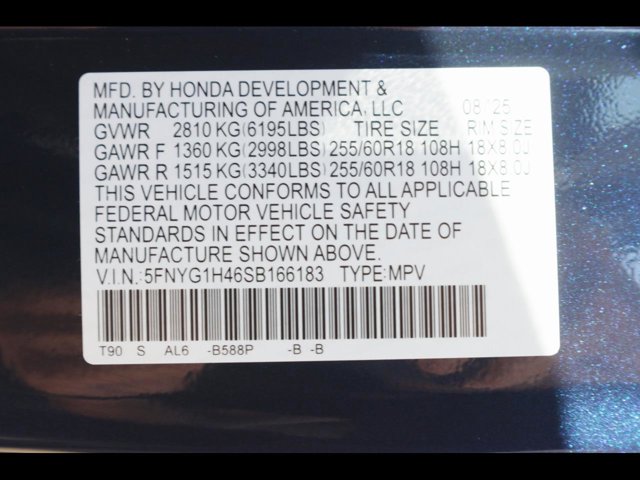 MFD. BY HONDA DEVELOPMENT &
MANUFACTURING OF AMERICA, LLC 08/25
GVWR 2810 KG(6195LBS) TIRE SIZE RIM SIZE
GAWR F 1360 KG(2998LBS) 255/60R18 108H 18X8.0J
GAWR R 1515 KG(3340LBS) 255/60R18 108H 18X8.0J
THIS VEHICLE CONFORMS TO ALL APPLICABLE
FEDERAL MOTOR VEHICLE SAFETY
STANDARDS IN EFFECT ON THE DATE OF
MANUFACTURE SHOWN ABOVE.
V.I.N.:5FNYG1H46SB166183 TYPE:MPV
T90 S AL6 -B588P -B -B